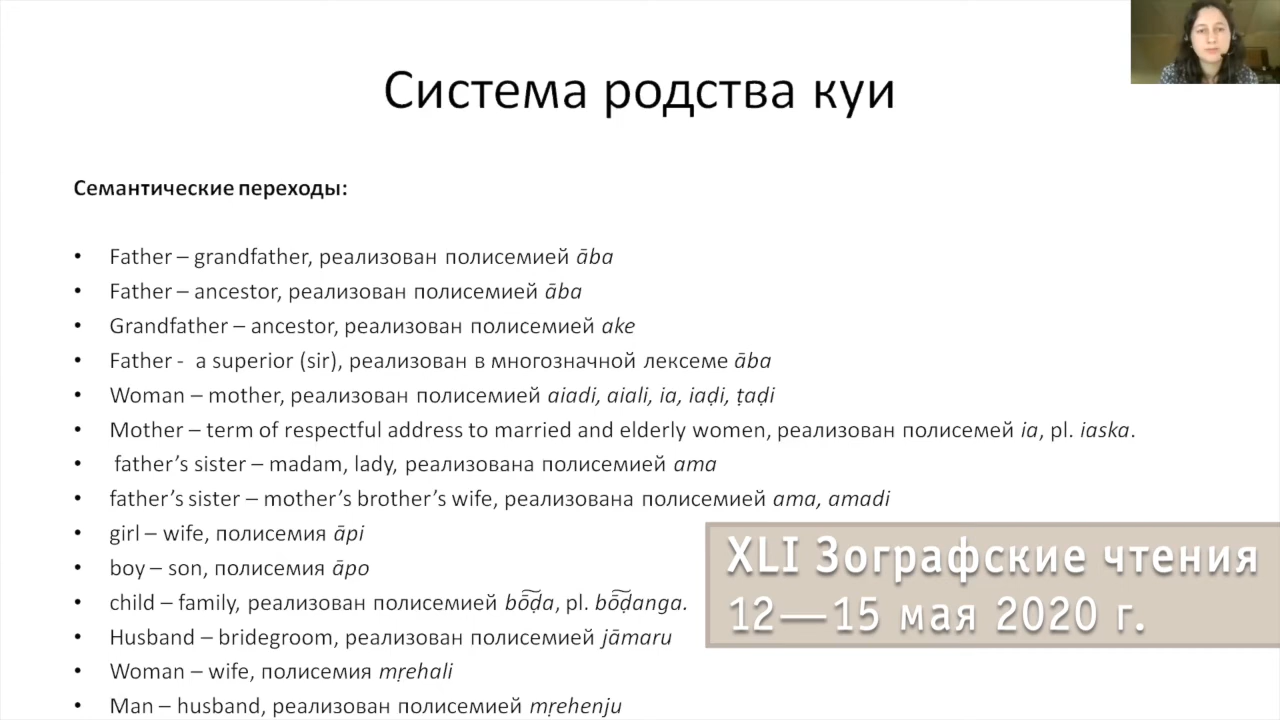 Система родства куи
Семантические переходы:
• Father – grandfather, реализован полисемией āba
• Father – ancestor, реализован полисемией āba
• Grandfather – ancestor, реализован полисемией ake
• Father -  a superior (sir), реализован в многозначной лексеме āba
• Woman – mother, реализован полисемией aiadi, aiali, ia, iaḍi, ṭaḍi
• Mother – term of respectful address to married and elderly women, реализован полисемей ia, pl. iaska.
• father’s sister – madam, lady, реализована полисемией ama
• father’s sister – mother’s brother’s wife, реализована полисемией ama, amadi
• girl – wife, полисемия āpi
• boy – son, полисемия āpo
• child – family, реализован полисемией bō͠ḍa, pl. bō͠ḍanga.
• Husband – bridegroom, реализован полисемией jāmaru
• Woman – wife, полисемия mṛehali
• Man – husband, реализован полисемией mṛehenju
XLI Зографские чтения
12—15 мая 2020 г.